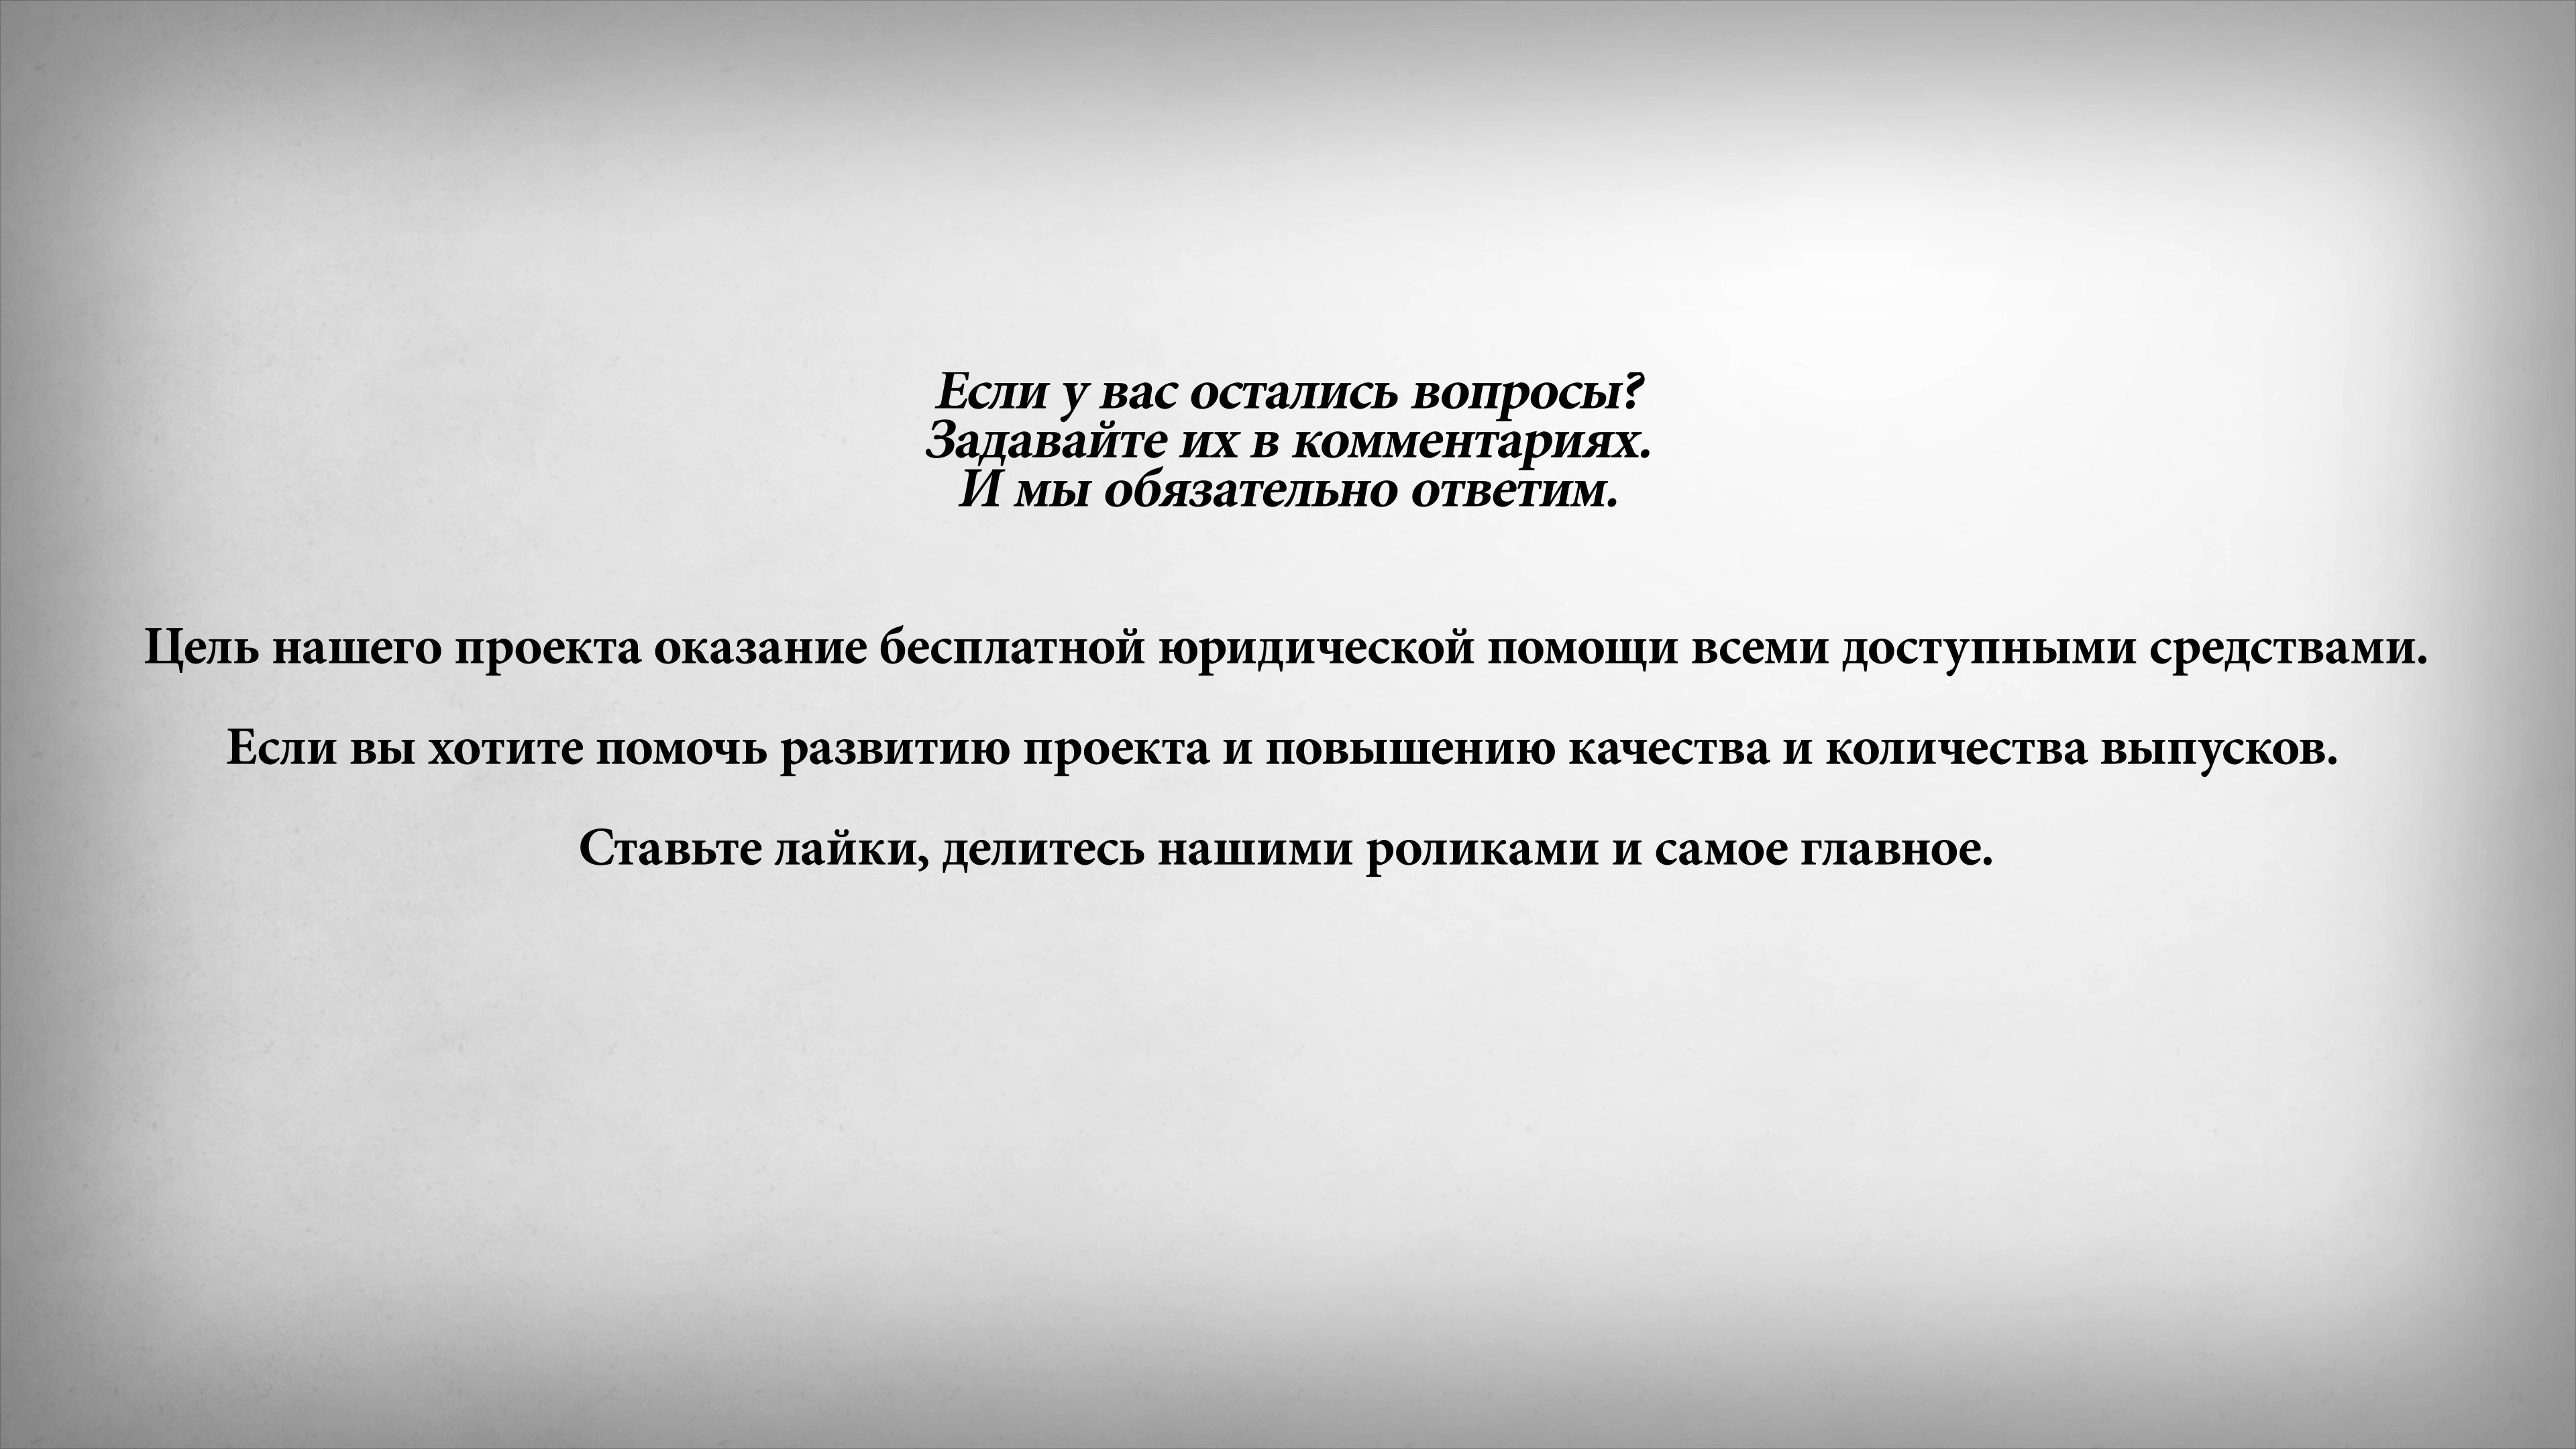 Если у вас остались вопросы?
Задавайте их в комментариях.
И мы обязательно ответим.
Цель нашего проекта оказание бесплатной юридической помощи всеми доступными средствами.
Если вы хотите помочь развитию проекта и повышению качества и количества выпусков.
Ставьте лайки, делитесь нашими роликами и самое главное.